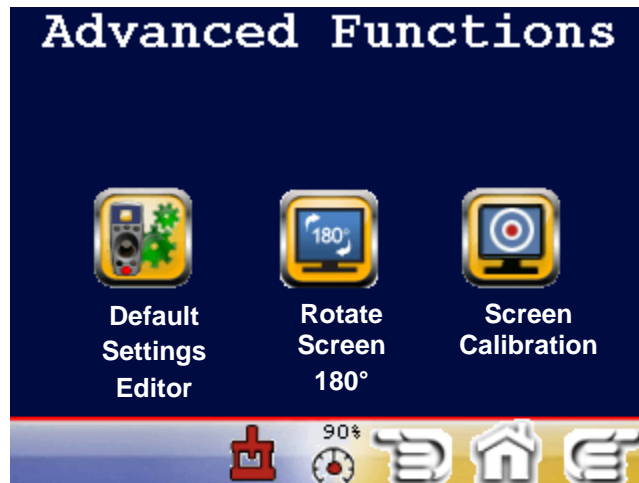 Advanced Functions
180°
Default
Settings
Editor
Rotate
Screen
180°
Screen
Calibration
90%